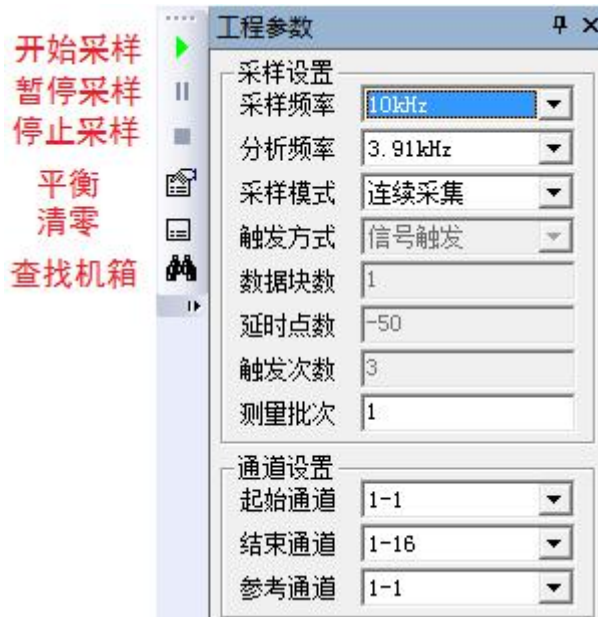 开始采样
暂停采样
停止采样
平衡
清零
查找机箱
工程参数
采样设置
采样频率 10kHz
分析频率 3.91kHz
采样模式 连续采集
触发方式 信号触发
数据块数 1
延时点数 -50
触发次数 3
测量批次 1
通道设置
起始通道 1-1
结束通道 1-16
参考通道 1-1